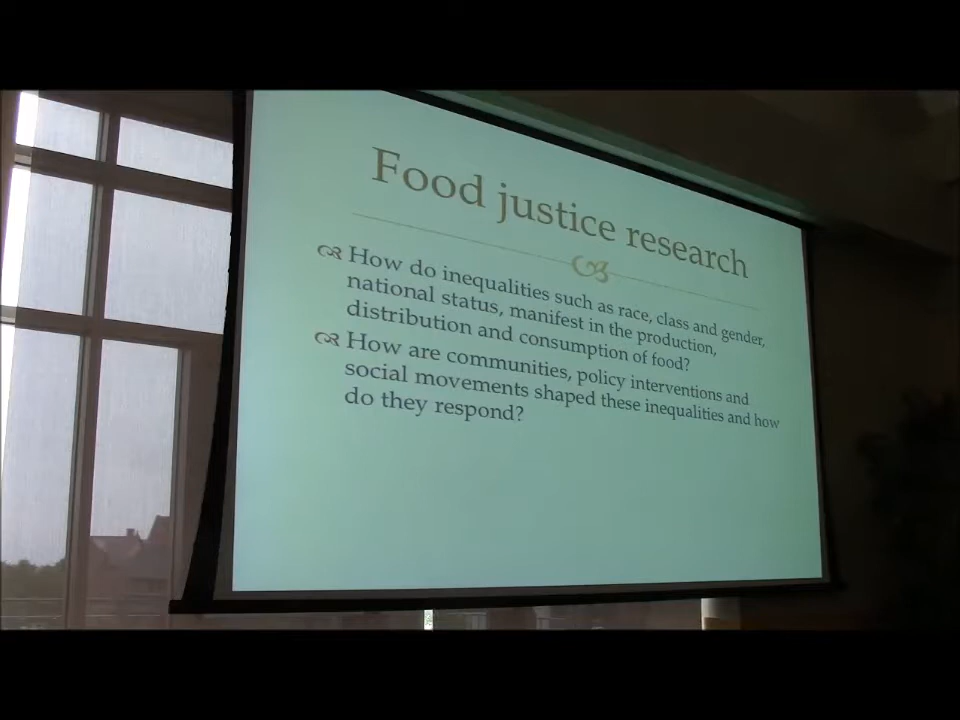 Food justice research
How do inequalities such as race, class and gender,
national status, manifest in the production,
distribution and consumption of food?
How are communities, policy interventions and
social movements shaped these inequalities and how
do they respond?